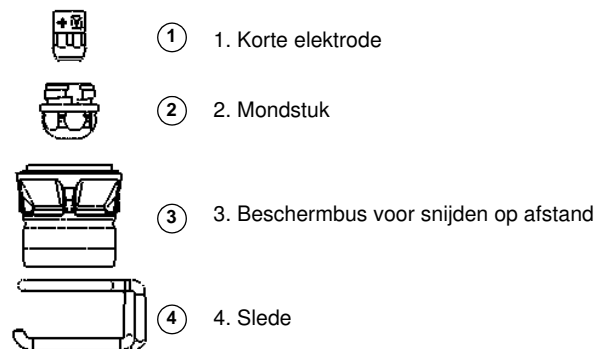 1 1. Korte elektrode
2 2. Mondstuk
3 3. Beschermbus voor snijden op afstand
4 4. Slede